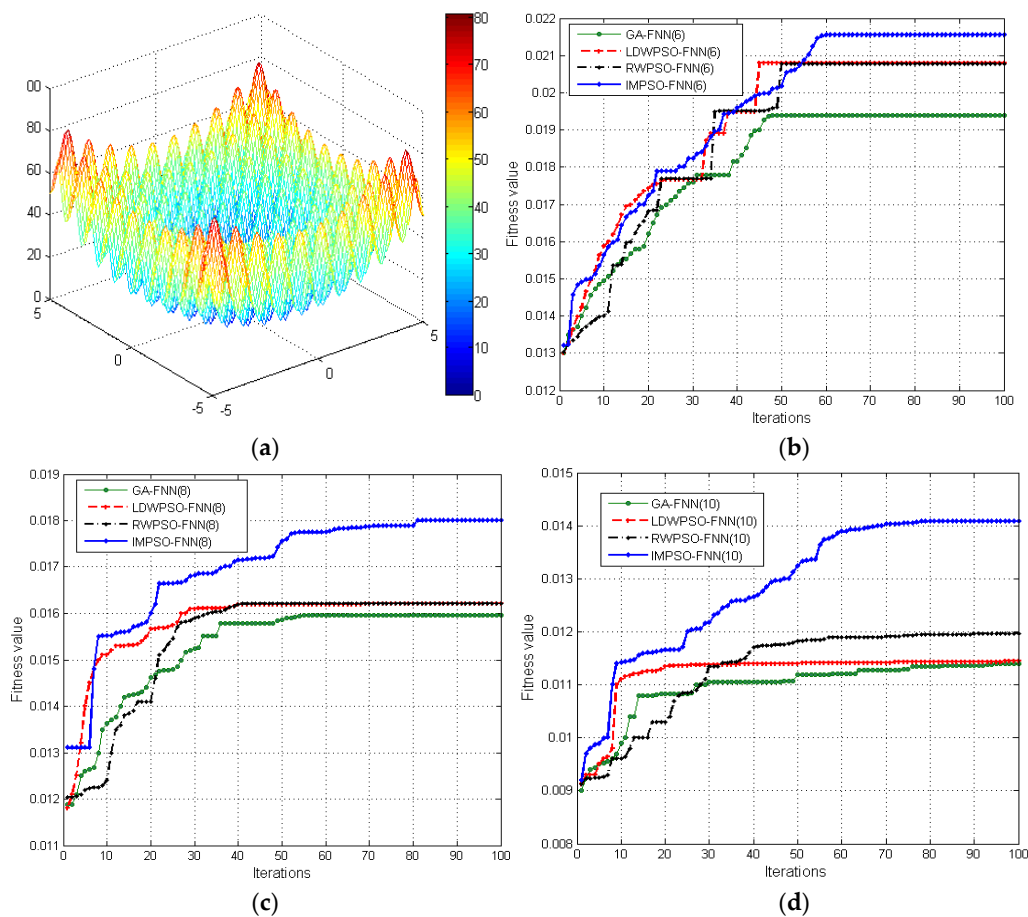 00
80
60
40
20
0
5
0
-5
-5
0
5
80
70
60
50
40
30
20
10
0
(a)
0.022
0.021
0.02
0.019
0.018
0.017
0.016
0.015
0.014
0.013
0.012
Fitness value
GA-FNN(6)
LDWPSO-FNN(6)
RWPSO-FNN(6)
IMPSO-FNN(6)
0 10 20 30 40 50 60 70 80 90 100
Iterations
(b)
0.019
0.018
0.017
0.016
0.015
0.014
0.013
0.012
0.011
Fitness value
GA-FNN(8)
LDWPSO-FNN(8)
RWPSO-FNN(8)
IMPSO-FNN(8)
0 10 20 30 40 50 60 70 80 90 100
Iterations
(c)
0.015
0.014
0.013
0.012
0.011
0.01
0.009
0.008
Fitness value
GA-FNN(10)
LDWPSO-FNN(10)
RWPSO-FNN(10)
IMPSO-FNN(10)
0 10 20 30 40 50 60 70 80 90 100
Iterations
(d)